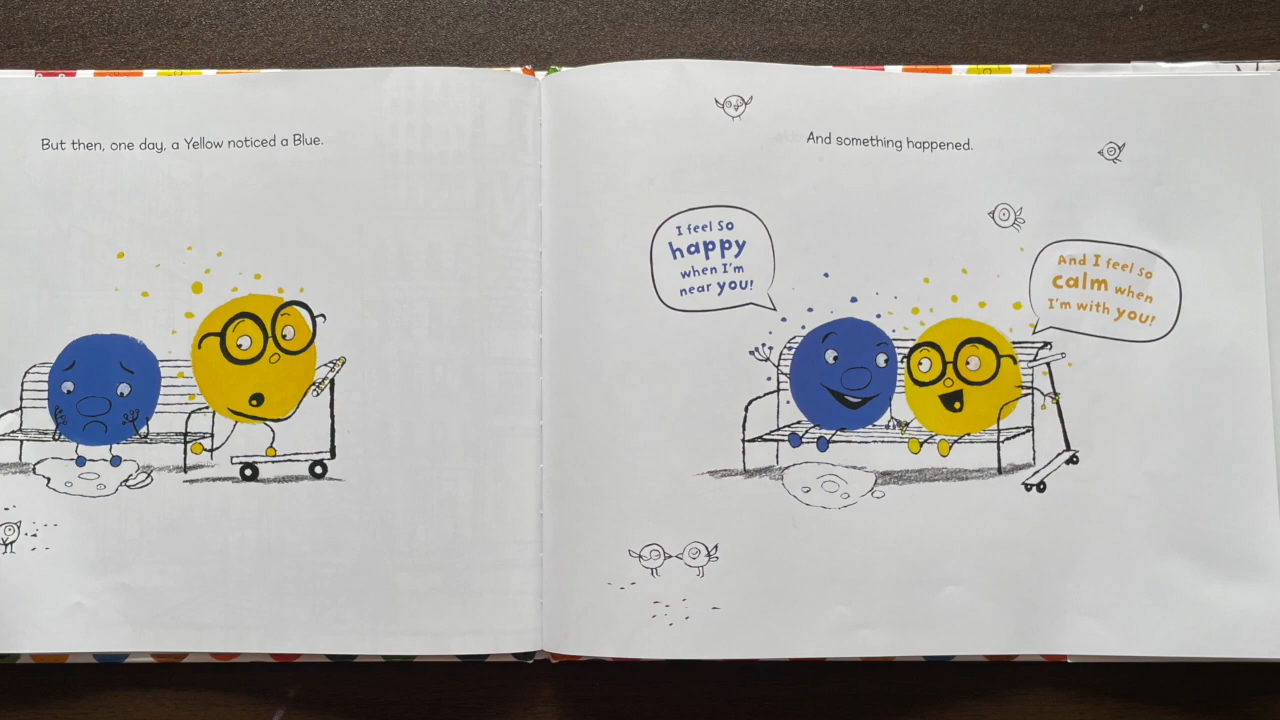 But then, one day, a Yellow noticed a Blue.
And something happened.
I feel so
happy
when I'm
near you!
And I feel so
calm when
I'm with you!